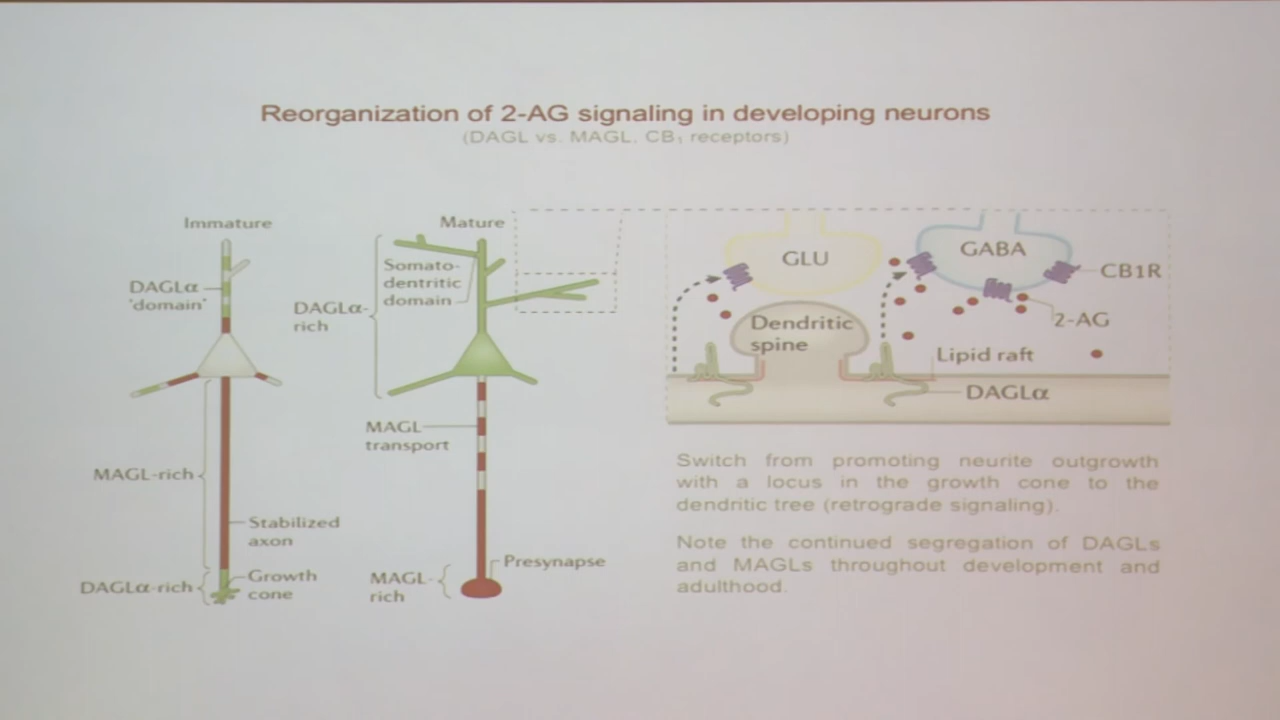 Reorganization of 2-AG signaling in developing neurons
(DAGL vs. MAGL, CB₁ receptors)
Immature
DAGLα
'domain'
MAGL-rich
Stabilized
axon
DAGLα-rich
Growth
cone
Mature
Somato-
dentritic
domain
DAGLα-
rich
MAGL
transport
Presynapse
MAGL-
rich
GLU
GABA
CB1R
2-AG
Dendritic
spine
Lipid raft
DAGLα
Switch from promoting neurite outgrowth
with a locus in the growth cone to the
dendritic tree (retrograde signaling).
Note the continued segregation of DAGLs
and MAGLs throughout development and
adulthood.